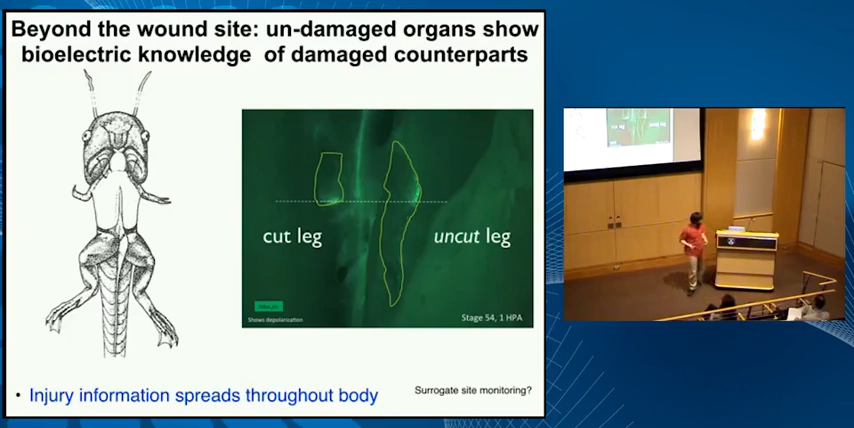 Beyond the wound site: un-damaged organs show
bioelectric knowledge of damaged counterparts
cut leg
uncut leg
Shows depolarization
Stage 54, 1 HPA
• Injury information spreads throughout body
Surrogate site monitoring?